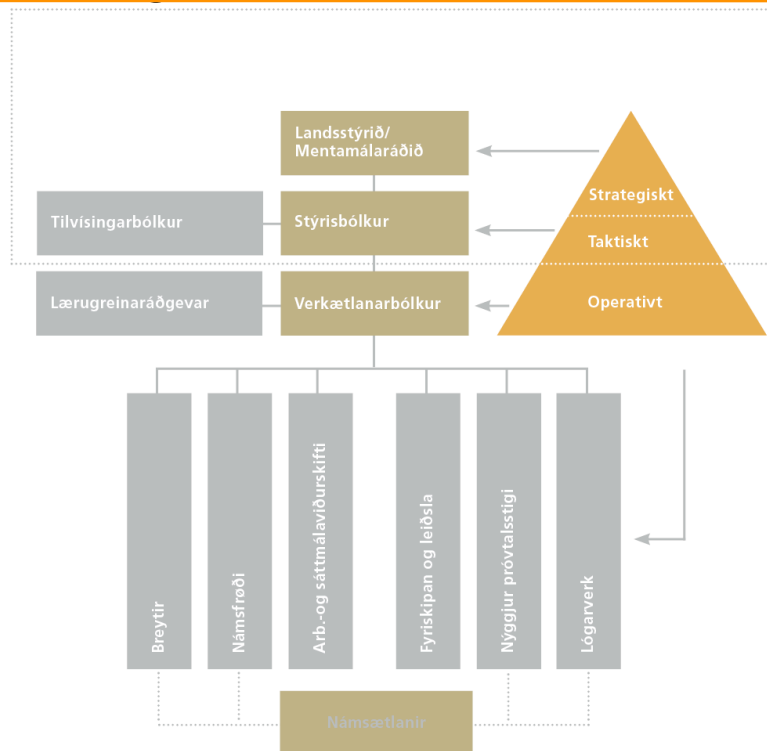 Landsstýrið/
Mentamálaráðið
Strategiskt
Tilvísingarbólkur
Stýrisbólkur
Taktiskt
Lærugreinaráðgevar
Verkætlanarbólkur
Operativt
Breytir
Námsfrøði
Arb.-og sáttmálaviðurskifti
Fyriskipan og leiðsla
Nýggjur próvtalsstigi
Lógarverk
Námsætlanir